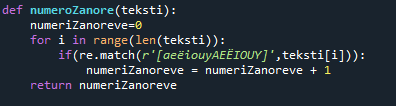 def numeroZanore(teksti):
    numeriZanoreve=0
    for i in range(len(teksti)):
        if(re.match(r'[aeëiouyAEËIOUY]',teksti[i])):
            numeriZanoreve = numeriZanoreve + 1
    return numeriZanoreve